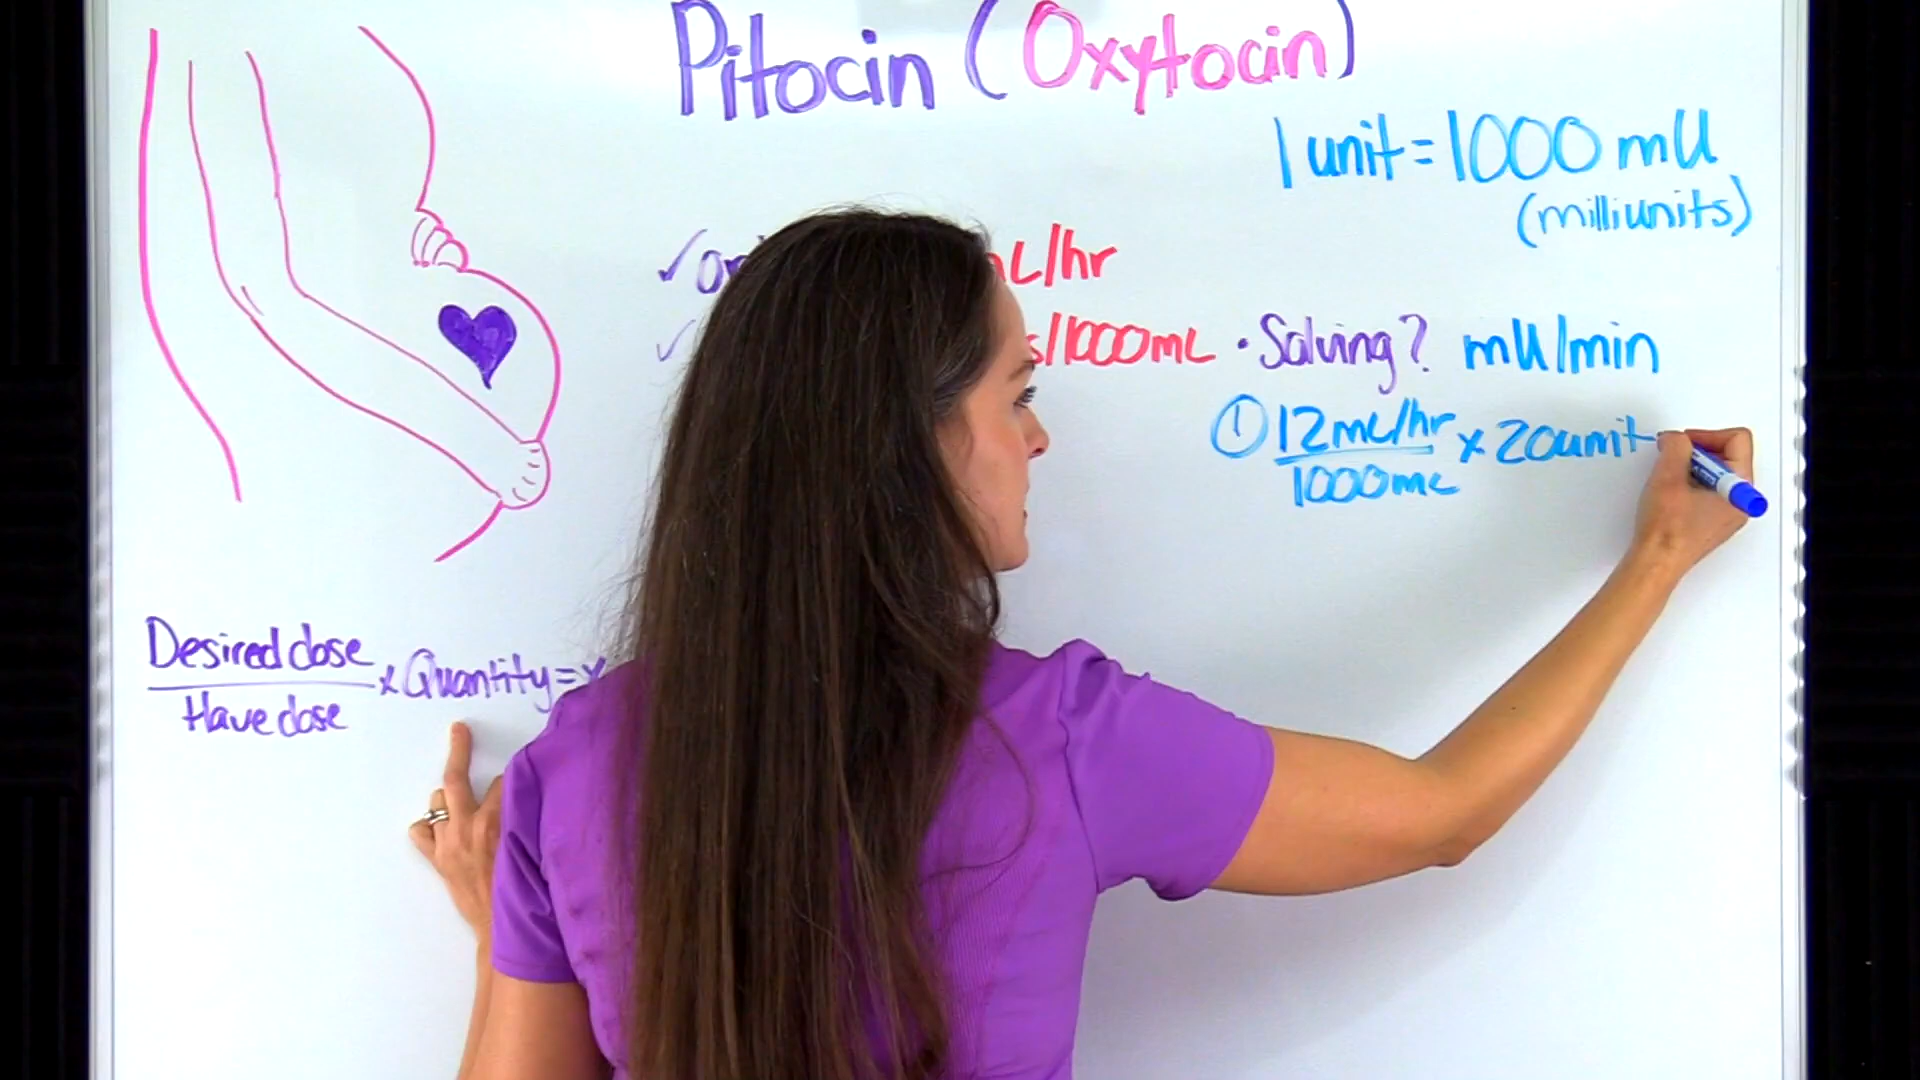 Pitocin (Oxytocin)
1 unit = 1000 mU
(milliunits)
✓ L/hr
✓ /1000mL
• Solving? mU/min
① 12mL/hr x 20unit
1000mL
Desired dose x Quantity = x
Have dose